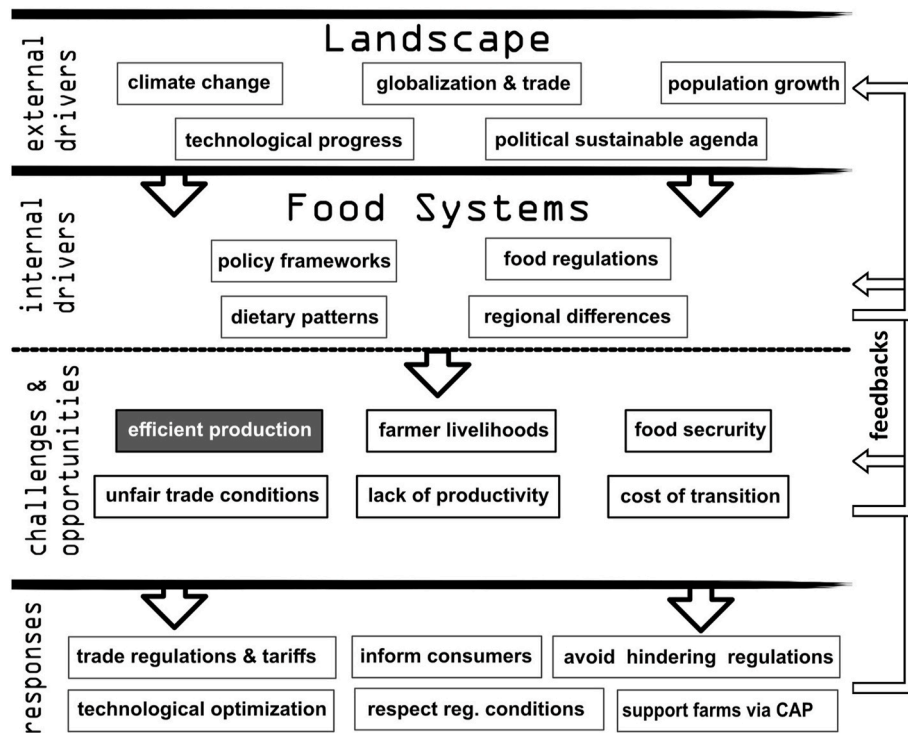 Landscape
external
drivers
climate change
globalization & trade
population growth
technological progress
political sustainable agenda
Food Systems
internal
drivers
policy frameworks
food regulations
dietary patterns
regional differences
feedbacks
challenges &
opportunities
efficient production
farmer livelihoods
food secrurity
unfair trade conditions
lack of productivity
cost of transition
responses
trade regulations & tariffs
inform consumers
avoid hindering regulations
technological optimization
respect reg. conditions
support farms via CAP